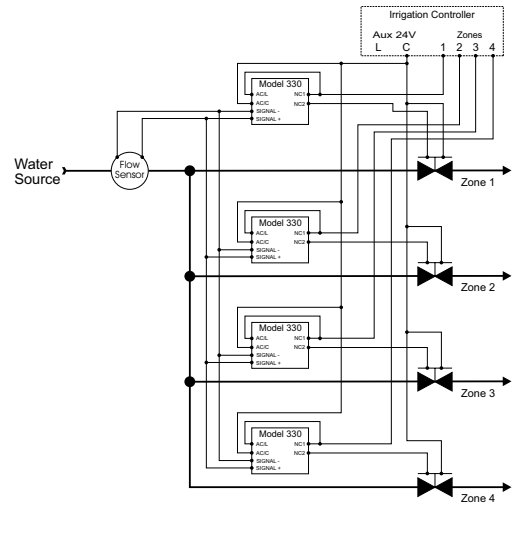 Irrigation Controller
Aux 24V Zones
L C 1 2 3 4
Model 330
AC/L NC1
AC/C NC2
SIGNAL -
SIGNAL +
Water
Source
Flow
Sensor
Zone 1
Model 330
AC/L NC1
AC/C NC2
SIGNAL -
SIGNAL +
Zone 2
Model 330
AC/L NC1
AC/C NC2
SIGNAL -
SIGNAL +
Zone 3
Model 330
AC/L NC1
AC/C NC2
SIGNAL -
SIGNAL +
Zone 4